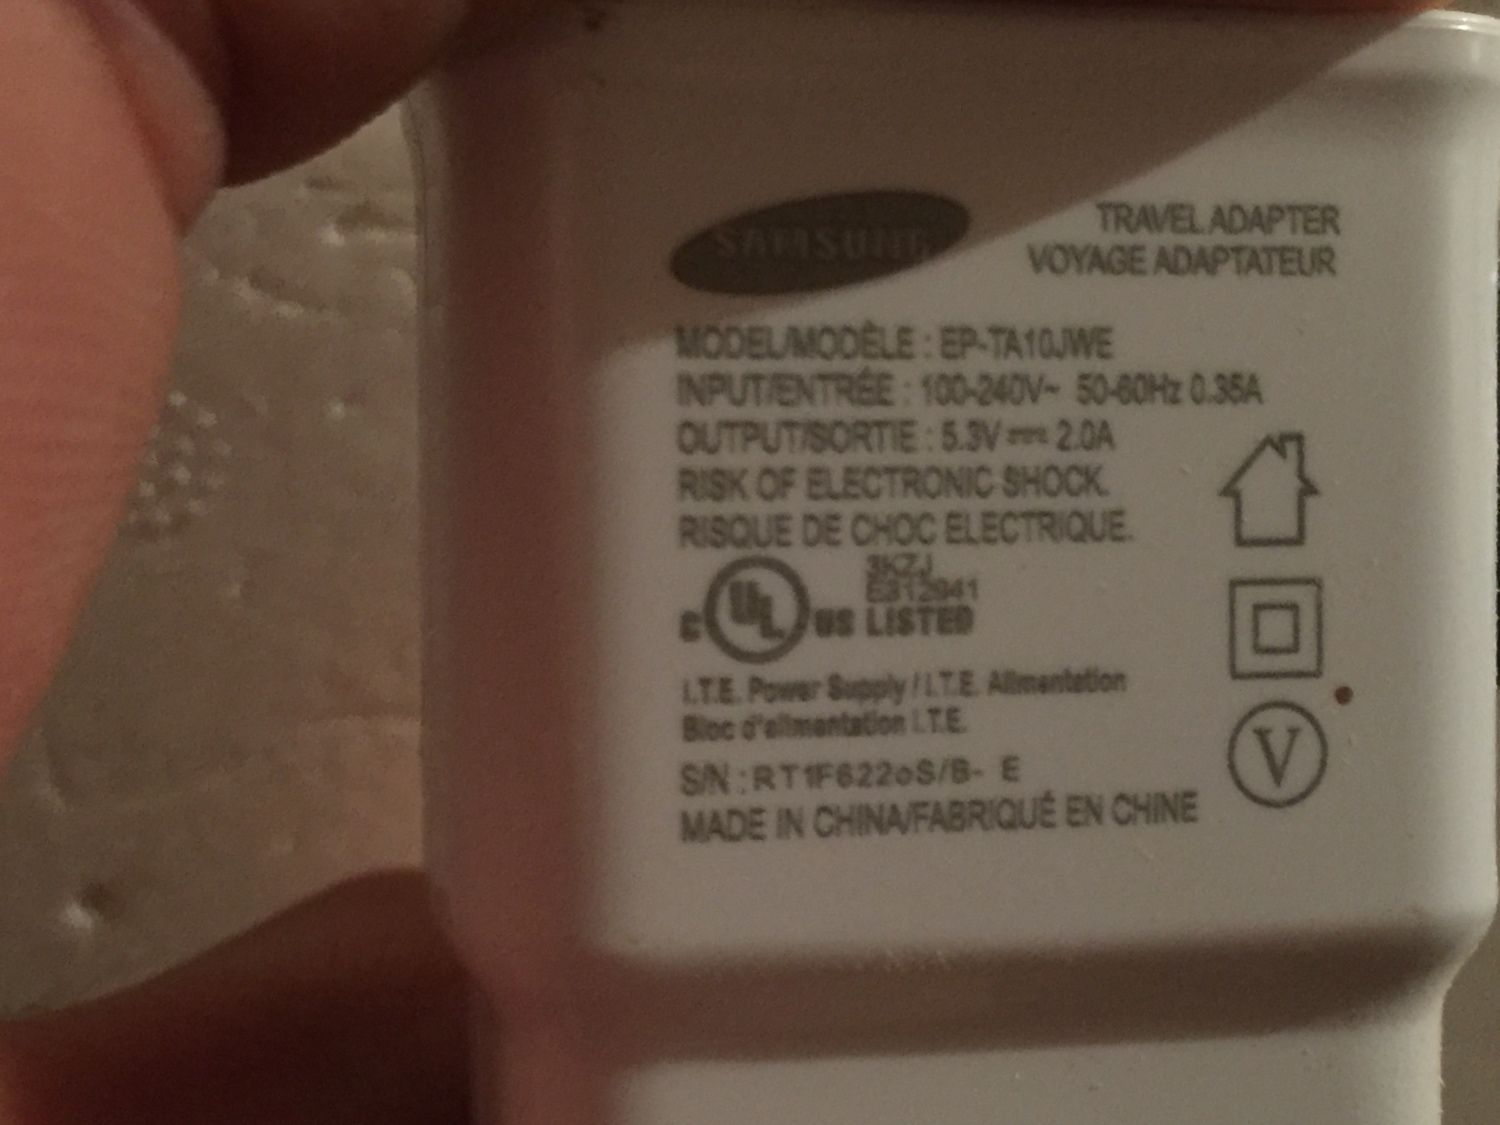 SAMSUNG
TRAVEL ADAPTER
VOYAGE ADAPTATEUR
MODEL/MODÈLE : EP-TA10JWE
INPUT/ENTRÉE : 100-240V~ 50-60Hz 0.35A
OUTPUT/SORTIE : 5.3V ⎓ 2.0A
RISK OF ELECTRONIC SHOCK.
RISQUE DE CHOC ELECTRIQUE.
3KZJ
E312941
C UL US LISTED
I.T.E. Power Supply / I.T.E. Alimentation
Bloc d'alimentation I.T.E.
S/N : RT1F622oS/B- E
MADE IN CHINA/FABRIQUÉ EN CHINE
V